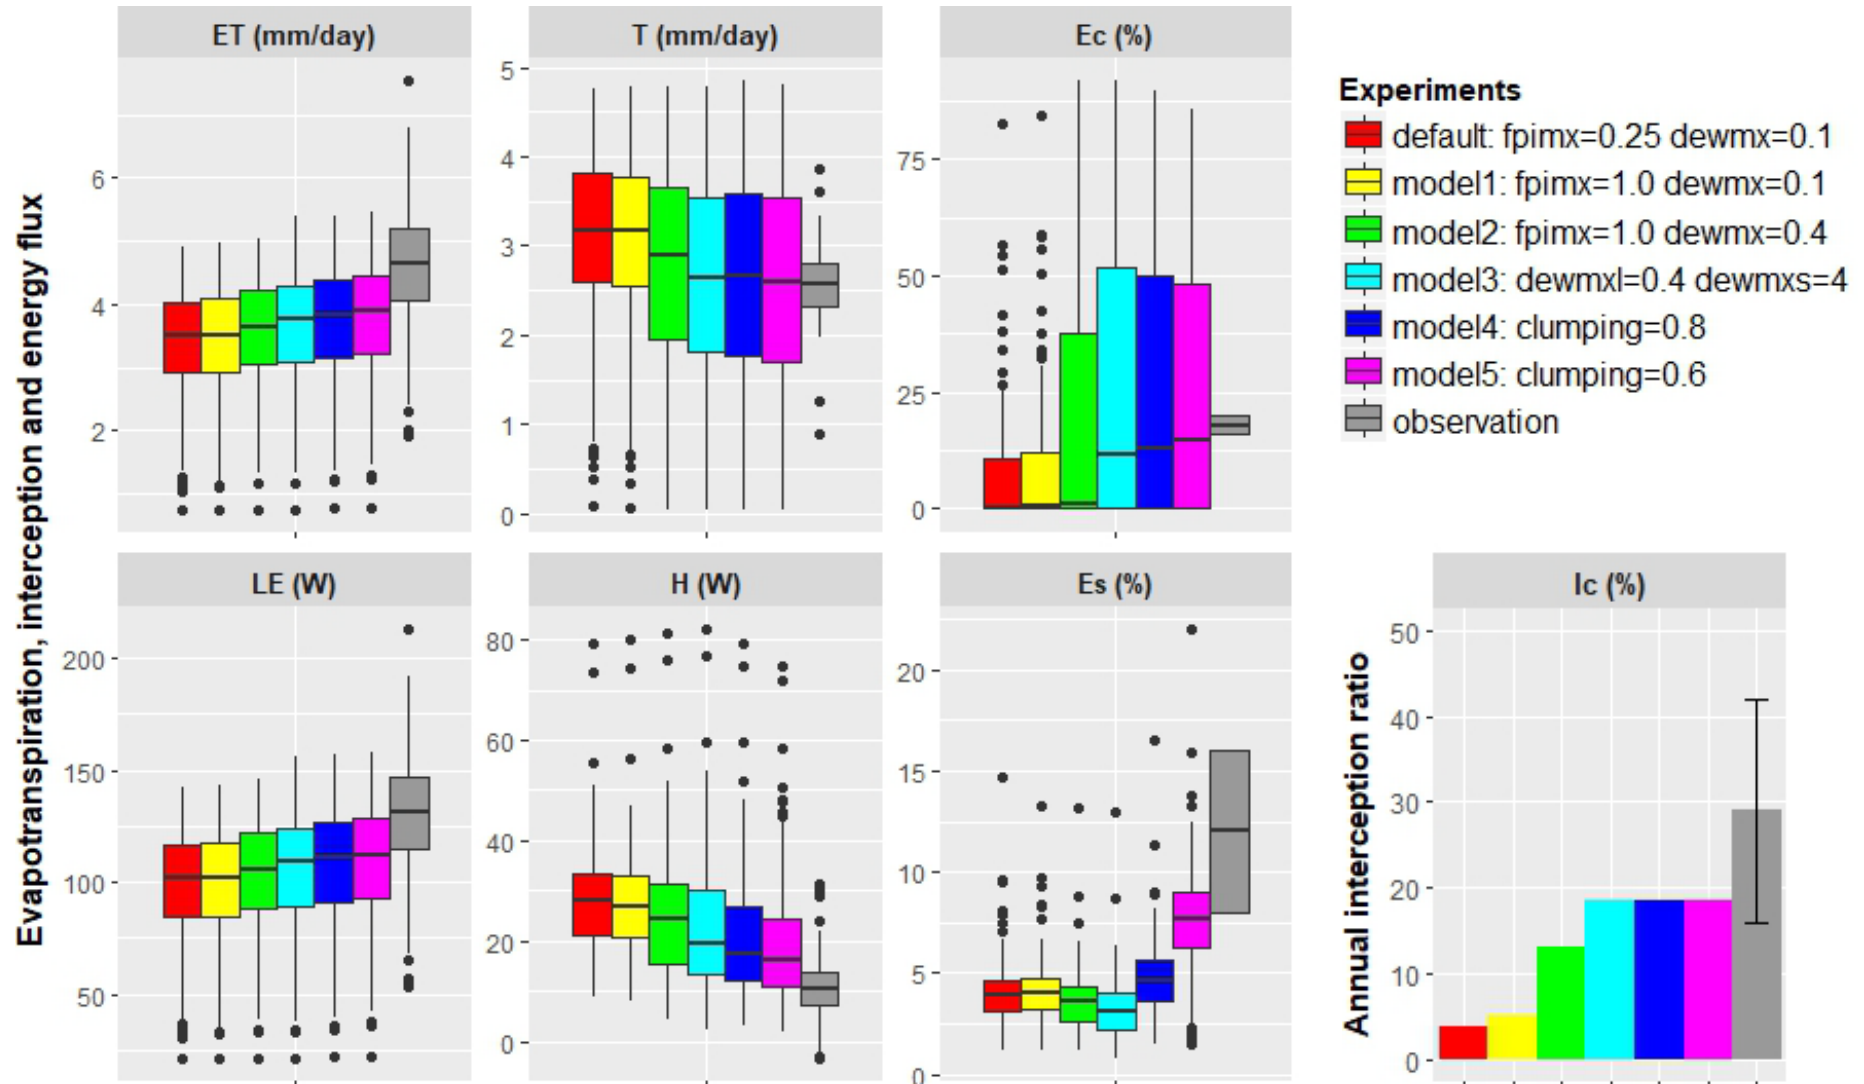 Evapotranspiration, interception and energy flux
ET (mm/day)
6
4
2
T (mm/day)
5
4
3
2
1
0
Ec (%)
75
50
25
0
Experiments
default: fpimx=0.25 dewmx=0.1
model1: fpimx=1.0 dewmx=0.1
model2: fpimx=1.0 dewmx=0.4
model3: dewmxl=0.4 dewmxs=4
model4: clumping=0.8
model5: clumping=0.6
observation
LE (W)
200
150
100
50
H (W)
80
60
40
20
0
Es (%)
20
15
10
5
0
Annual interception ratio
Ic (%)
50
40
30
20
10
0